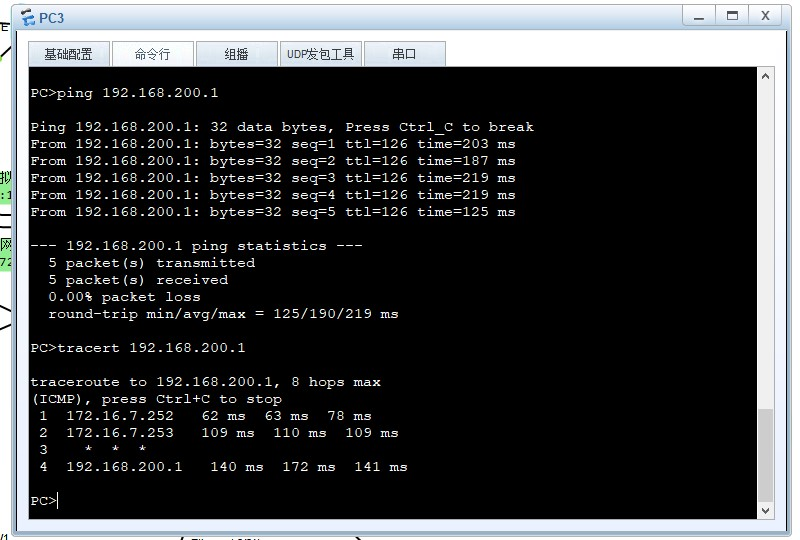 PC3
基础配置 命令行 组播 UDP发包工具 串口
PC>ping 192.168.200.1
Ping 192.168.200.1: 32 data bytes, Press Ctrl_C to break
From 192.168.200.1: bytes=32 seq=1 ttl=126 time=203 ms
From 192.168.200.1: bytes=32 seq=2 ttl=126 time=187 ms
From 192.168.200.1: bytes=32 seq=3 ttl=126 time=219 ms
From 192.168.200.1: bytes=32 seq=4 ttl=126 time=219 ms
From 192.168.200.1: bytes=32 seq=5 ttl=126 time=125 ms
--- 192.168.200.1 ping statistics ---
5 packet(s) transmitted
5 packet(s) received
0.00% packet loss
round-trip min/avg/max = 125/190/219 ms
PC>tracert 192.168.200.1
traceroute to 192.168.200.1, 8 hops max
(ICMP), press Ctrl+C to stop
1 172.16.7.252 62 ms 63 ms 78 ms
2 172.16.7.253 109 ms 110 ms 109 ms
3 * * *
4 192.168.200.1 140 ms 172 ms 141 ms
PC>